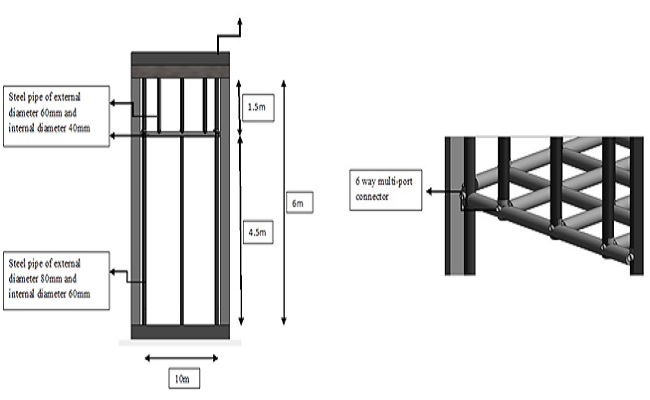 Steel pipe of external
diameter 60mm and
internal diameter 40mm
1.5m
6 way multi-port
connector
6m
4.5m
Steel pipe of external
diameter 80mm and
internal diameter 60mm
10m